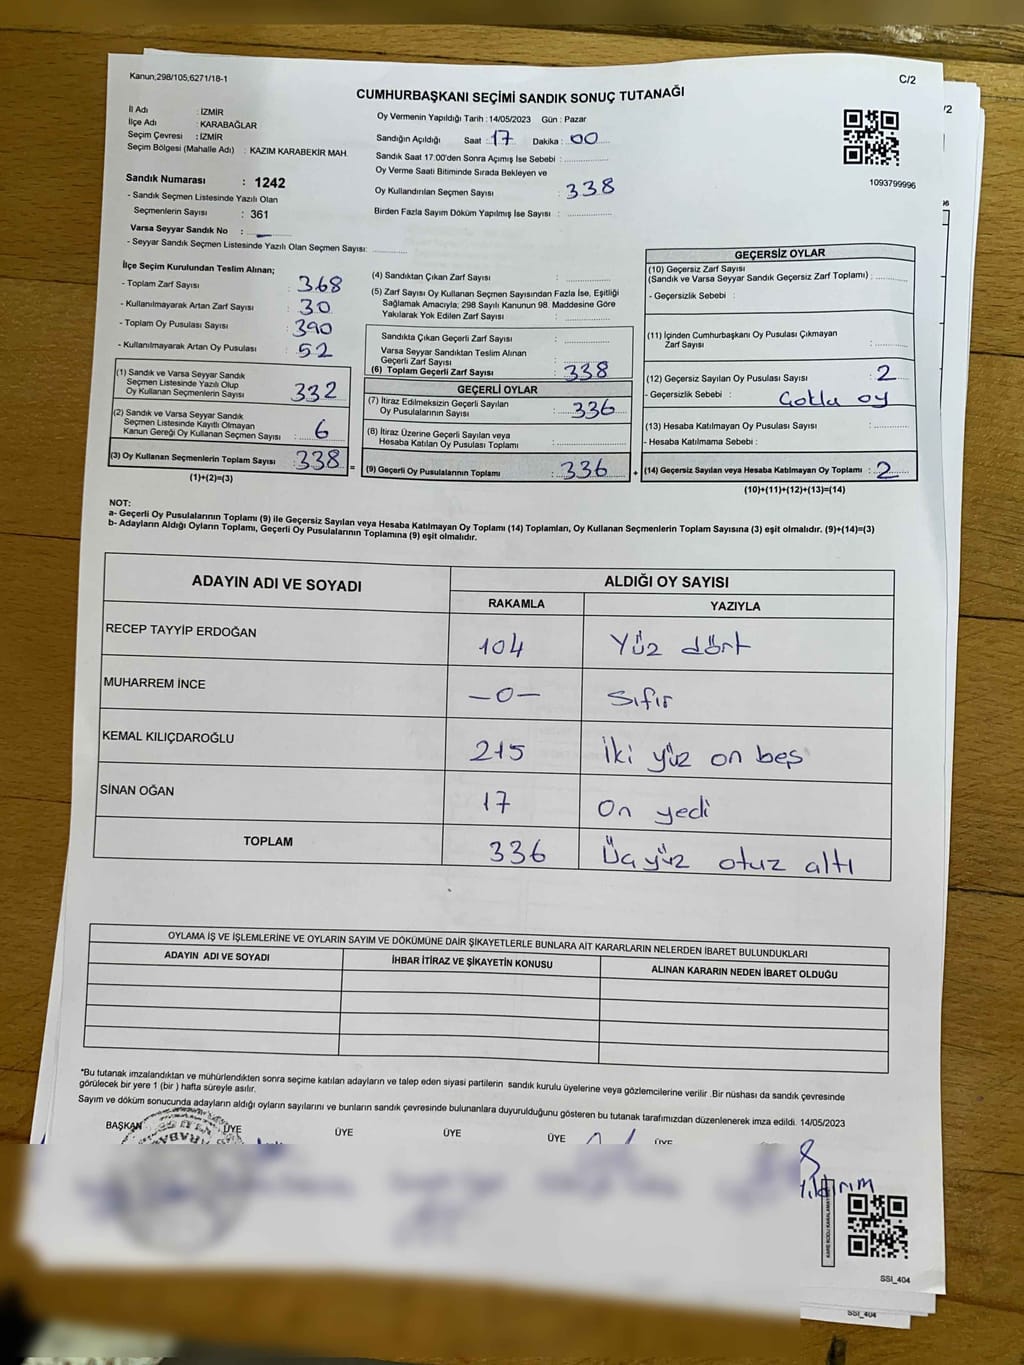 Kanun,298/105,6271/18-1
C/2
CUMHURBAŞKANI SEÇİMİ SANDIK SONUÇ TUTANAĞI
/2
İl Adı : İZMİR
İlçe Adı : KARABAĞLAR
Seçim Çevresi : İZMİR
Seçim Bölgesi (Mahalle Adı) : KAZIM KARABEKİR MAH.
Sandık Numarası : 1242
- Sandık Seçmen Listesinde Yazılı Olan
Seçmenlerin Sayısı : 361
Varsa Seyyar Sandık No :
- Seyyar Sandık Seçmen Listesinde Yazılı Olan Seçmen Sayısı:
Oy Vermenin Yapıldığı Tarih : 14/05/2023 Gün : Pazar
Sandığın Açıldığı Saat : 17 Dakika : 00
Sandık Saat 17:00'den Sonra Açımış İse Sebebi :
Oy Verme Saati Bitiminde Sırada Bekleyen ve
Oy Kullandırılan Seçmen Sayısı : 338
Birden Fazla Sayım Döküm Yapılmış İse Sayısı :
1093799996
İlçe Seçim Kurulundan Teslim Alınan;
- Toplam Zarf Sayısı : 368
- Kullanılmayarak Artan Zarf Sayısı : 30
- Toplam Oy Pusulası Sayısı : 390
- Kullanılmayarak Artan Oy Pusulası : 52
(1) Sandık ve Varsa Seyyar Sandık
Seçmen Listesinde Yazılı Olup
Oy Kullanan Seçmenlerin Sayısı : 332
(2) Sandık ve Varsa Seyyar Sandık
Seçmen Listesinde Kayıtlı Olmayan
Kanun Gereği Oy Kullanan Seçmen Sayısı : 6
(3) Oy Kullanan Seçmenlerin Toplam Sayısı : 338
(1)+(2)=(3)
(4) Sandıktan Çıkan Zarf Sayısı :
(5) Zarf Sayısı Oy Kullanan Seçmen Sayısından Fazla İse, Eşitliği
Sağlamak Amacıyla; 298 Sayılı Kanunun 98. Maddesine Göre
Yakılarak Yok Edilen Zarf Sayısı :
Sandıkta Çıkan Geçerli Zarf Sayısı :
Varsa Seyyar Sandıktan Teslim Alınan
Geçerli Zarf Sayısı :
(6) Toplam Geçerli Zarf Sayısı : 338
GEÇERLİ OYLAR
(7) İtiraz Edilmeksizin Geçerli Sayılan
Oy Pusulalarının Sayısı : 336
(8) İtiraz Üzerine Geçerli Sayılan veya
Hesaba Katılan Oy Pusulası Toplamı :
= (9) Geçerli Oy Pusulalarının Toplamı : 336 +
GEÇERSİZ OYLAR
(10) Geçersiz Zarf Sayısı
(Sandık ve Varsa Seyyar Sandık Geçersiz Zarf Toplamı) :
- Geçersizlik Sebebi :
(11) İçinden Cumhurbaşkanı Oy Pusulası Çıkmayan
Zarf Sayısı :
(12) Geçersiz Sayılan Oy Pusulası Sayısı : 2
- Geçersizlik Sebebi : Çoklu oy
(13) Hesaba Katılmayan Oy Pusulası Sayısı :
- Hesaba Katılmama Sebebi :
(14) Geçersiz Sayılan veya Hesaba Katılmayan Oy Toplamı : 2
(10)+(11)+(12)+(13)=(14)
NOT:
a- Geçerli Oy Pusulalarının Toplamı (9) ile Geçersiz Sayılan veya Hesaba Katılmayan Oy Toplamı (14) Toplamları, Oy Kullanan Seçmenlerin Toplam Sayısına (3) eşit olmalıdır. (9)+(14)=(3)
b- Adayların Aldığı Oyların Toplamı, Geçerli Oy Pusulalarının Toplamına (9) eşit olmalıdır.
ADAYIN ADI VE SOYADI
ALDIĞI OY SAYISI
RAKAMLA YAZIYLA
RECEP TAYYİP ERDOĞAN 104 Yüz dört
MUHARREM İNCE -0- Sıfır
KEMAL KILIÇDAROĞLU 215 İki yüz on beş
SİNAN OĞAN 17 On yedi
TOPLAM 336 Üç yüz otuz altı
OYLAMA İŞ VE İŞLEMLERİNE VE OYLARIN SAYIM VE DÖKÜMÜNE DAİR ŞİKAYETLERLE BUNLARA AİT KARARLARIN NELERDEN İBARET BULUNDUKLARI
ADAYIN ADI VE SOYADI İHBAR İTİRAZ VE ŞİKAYETİN KONUSU ALINAN KARARIN NEDEN İBARET OLDUĞU
*Bu tutanak imzalandıktan ve mühürlendikten sonra seçime katılan adayların ve talep eden siyasi partilerin sandık kurulu üyelerine veya gözlemcilerine verilir .Bir nüshası da sandık çevresinde
görülecek bir yere 1 (bir ) hafta süreyle asılır.
Sayım ve döküm sonucunda adayların aldığı oyların sayılarını ve bunların sandık çevresinde bulunanlara duyurulduğunu gösteren bu tutanak tarafımızdan düzenlenerek imza edildi. 14/05/2023
BAŞKAN ÜYE ÜYE ÜYE ÜYE ÜYE
Yıldırım
SSI_404
SSI_404